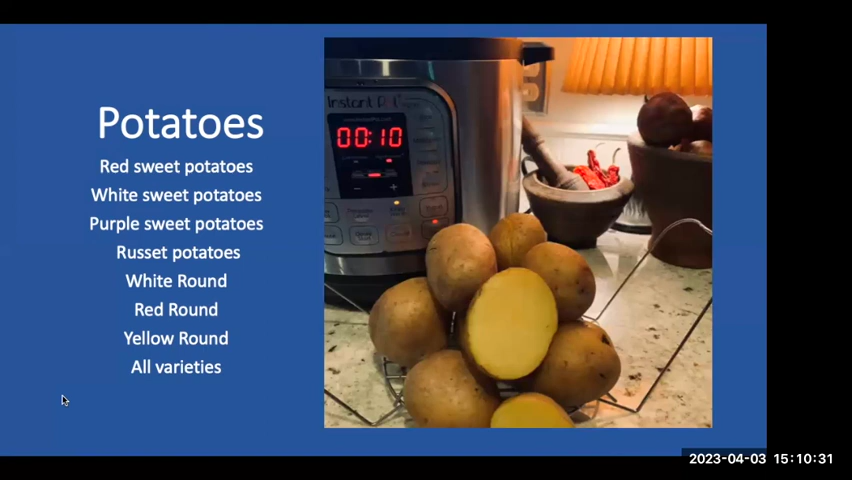 Potatoes
Red sweet potatoes
White sweet potatoes
Purple sweet potatoes
Russet potatoes
White Round
Red Round
Yellow Round
All varieties
Instant Pot
00:10
2023-04-03 15:10:31